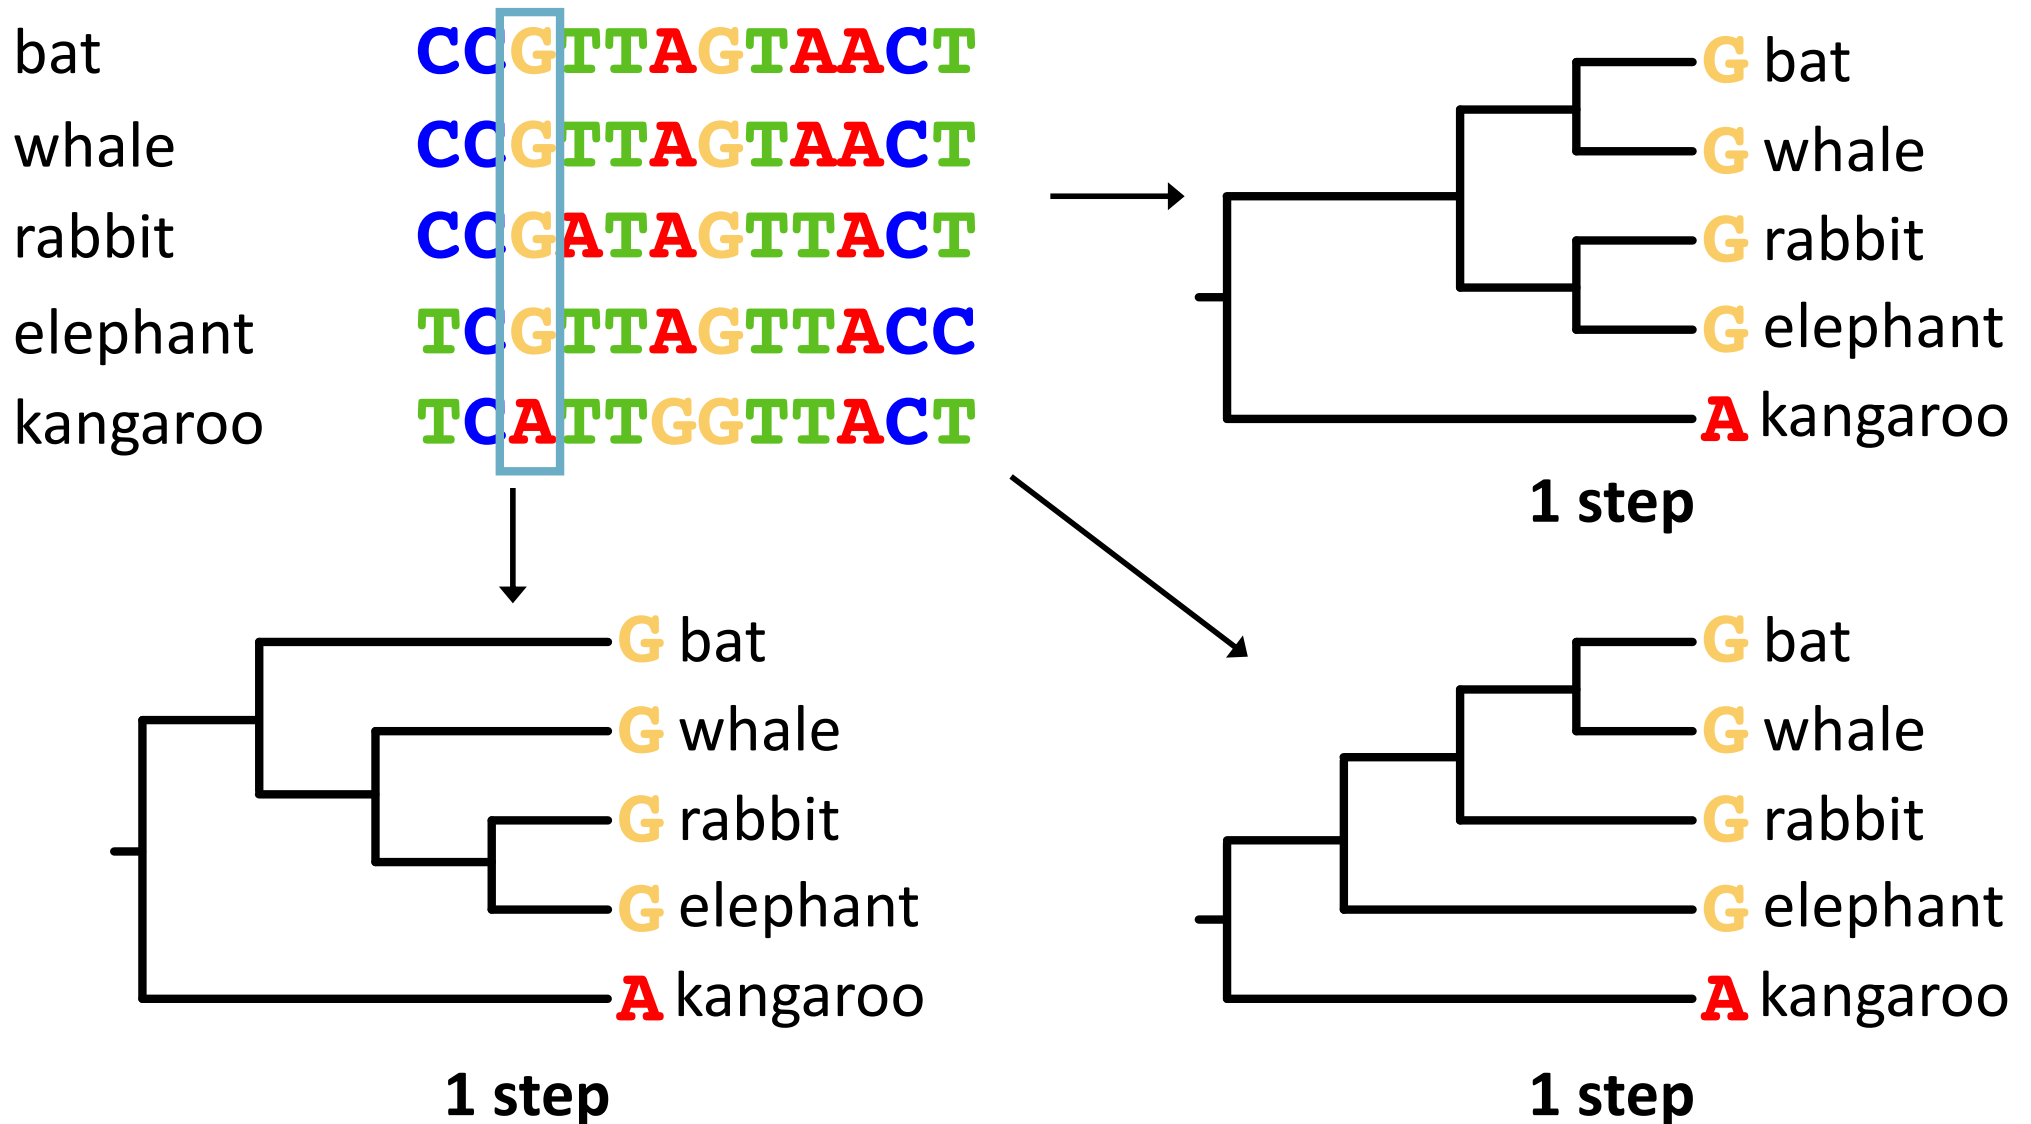 bat CCGTTAGTAACT
whale CCGTTAGTAACT
rabbit CCGATAGTTACT
elephant TCGTTAGTTACC
kangaroo TCATTGGTTACT
G bat
G whale
G rabbit
G elephant
A kangaroo
1 step
G bat
G whale
G rabbit
G elephant
A kangaroo
1 step
G bat
G whale
G rabbit
G elephant
A kangaroo
1 step